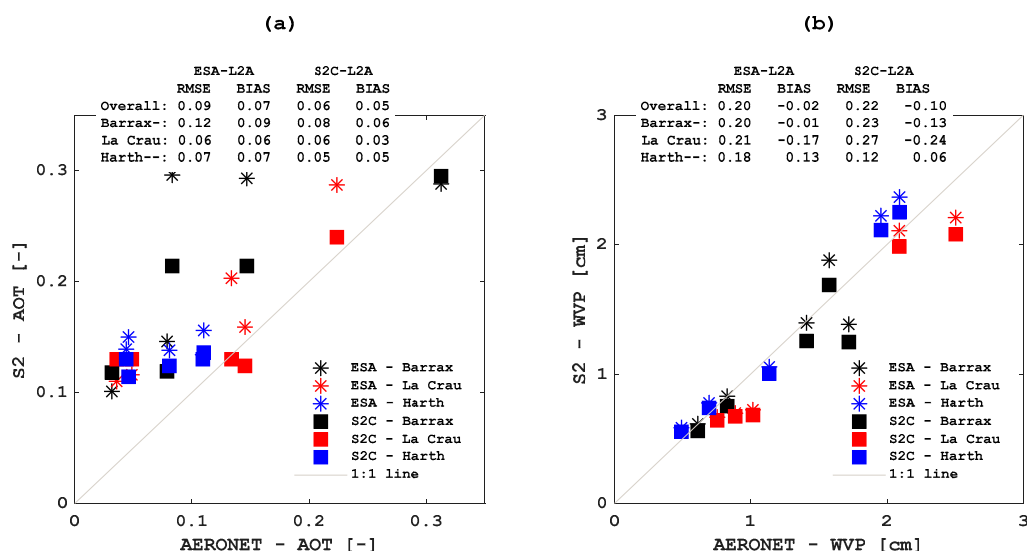 (a)
ESA-L2A S2C-L2A
RMSE BIAS RMSE BIAS
Overall: 0.09 0.07 0.06 0.05
Barrax-: 0.12 0.09 0.08 0.06
La Crau: 0.06 0.06 0.06 0.03
Harth--: 0.07 0.07 0.05 0.05
0.3
0.2
0.1
0
0 0.1 0.2 0.3
S2 - AOT [-]
AERONET - AOT [-]
ESA - Barrax
ESA - La Crau
ESA - Harth
S2C - Barrax
S2C - La Crau
S2C - Harth
1:1 line
(b)
ESA-L2A S2C-L2A
RMSE BIAS RMSE BIAS
Overall: 0.20 -0.02 0.22 -0.10
Barrax-: 0.20 -0.01 0.23 -0.13
La Crau: 0.21 -0.17 0.27 -0.24
Harth--: 0.18 0.13 0.12 0.06
3
2
1
0
0 1 2 3
S2 - WVP [cm]
AERONET - WVP [cm]
ESA - Barrax
ESA - La Crau
ESA - Harth
S2C - Barrax
S2C - La Crau
S2C - Harth
1:1 line